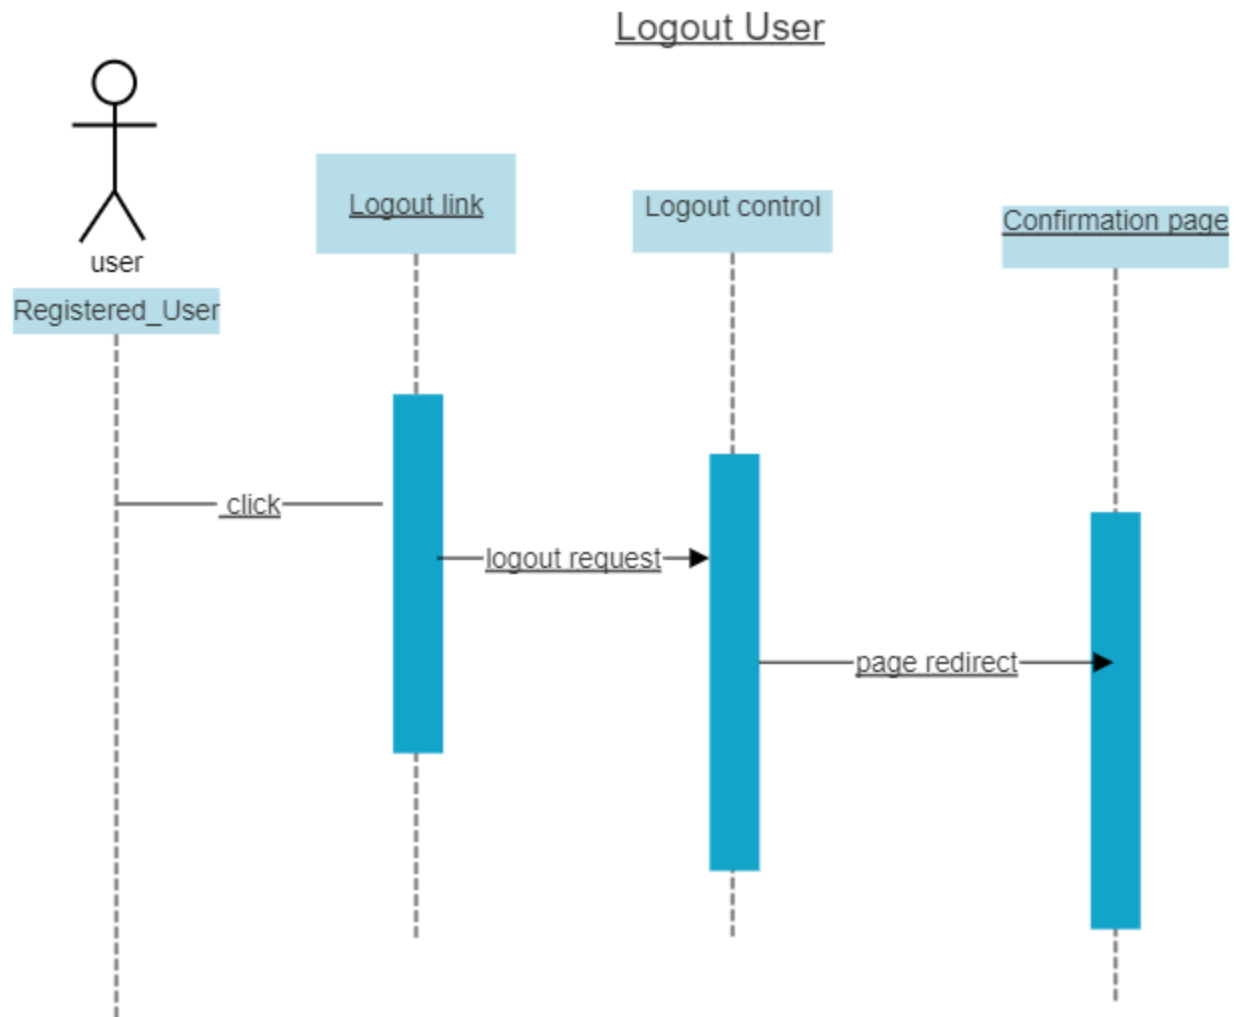 Logout User
user
Registered_User
Logout link
Logout control
Confirmation page
click
logout request
page redirect